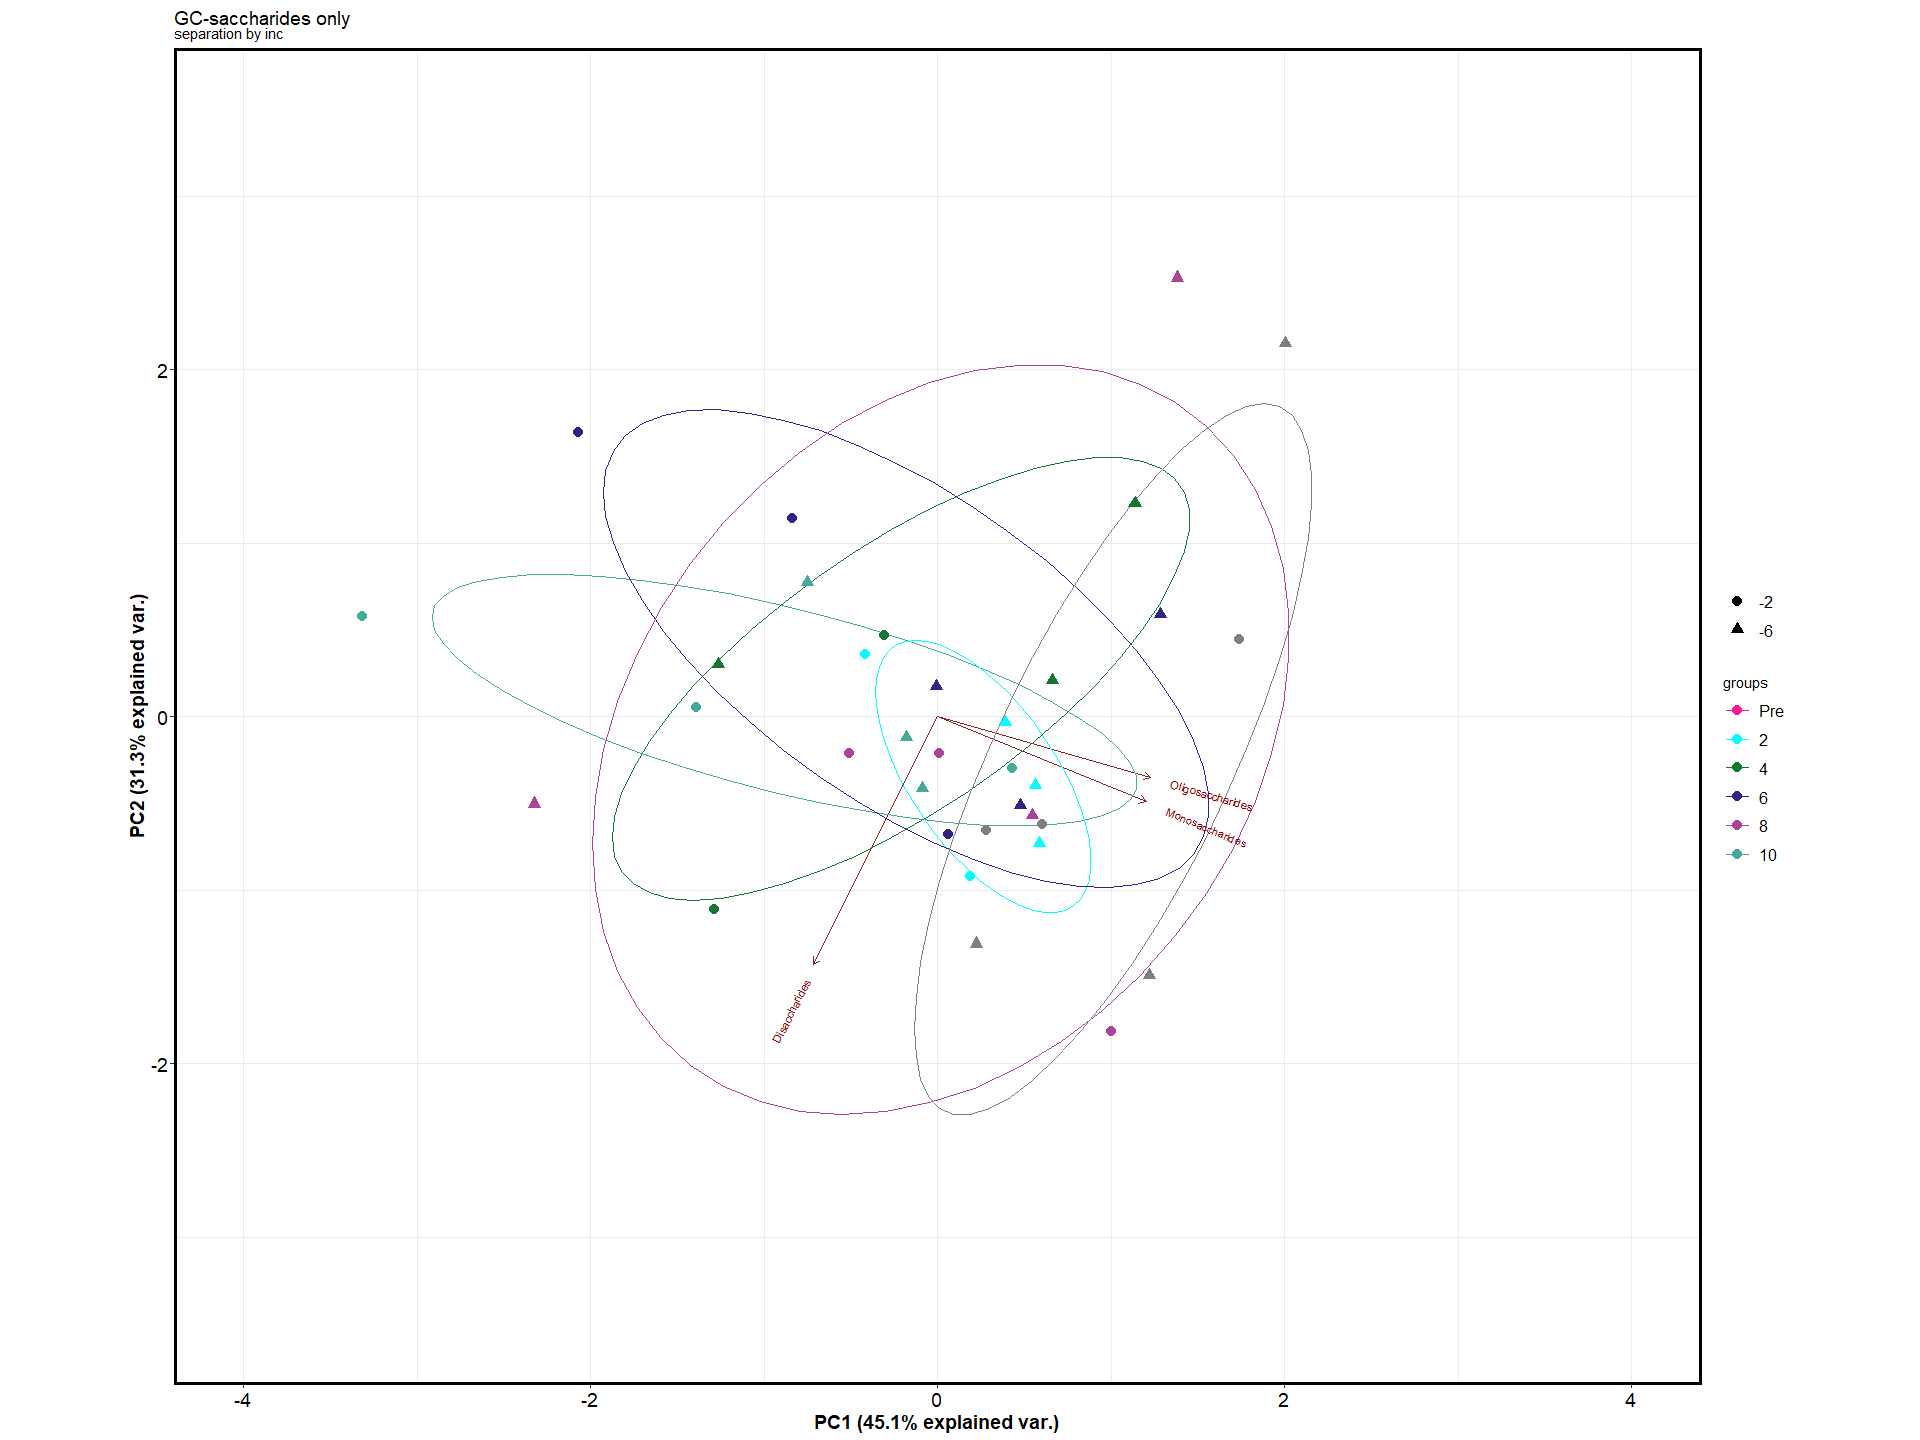 GC-saccharides only
separation by inc
PC2 (31.3% explained var.)
2
0
-2
Oligosaccharides
Monosaccharides
Disaccharides
-4
-2
0
2
4
PC1 (45.1% explained var.)
-2
-6
groups
Pre
2
4
6
8
10